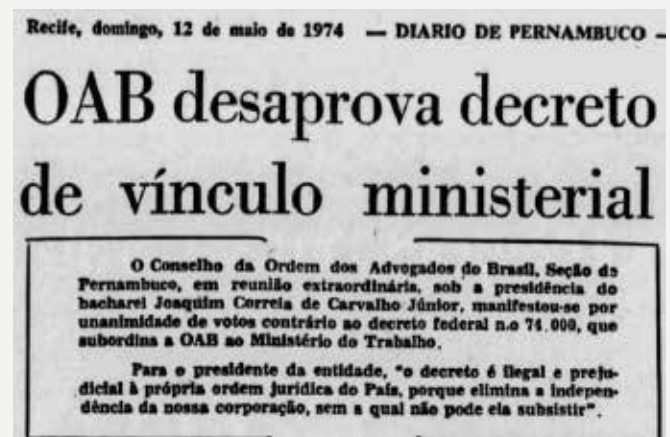 Recife, domingo, 12 de maio de 1974 — DIARIO DE PERNAMBUCO —
OAB desaprova decreto
de vínculo ministerial
O Conselho da Ordem dos Advogados do Brasil, Seção de
Pernambuco, em reunião extraordinária, sob a presidência do
bacharel Joaquim Correia de Carvalho Júnior, manifestou-se por
unanimidade de votos contrário ao decreto federal n.o 74.000, que
subordina a OAB ao Ministério do Trabalho.
Para o presidente da entidade, "o decreto é ilegal e preju-
dicial à própria ordem jurídica do País, porque elimina a indepen-
dência da nossa corporação, sem a qual não pode ela subsistir".